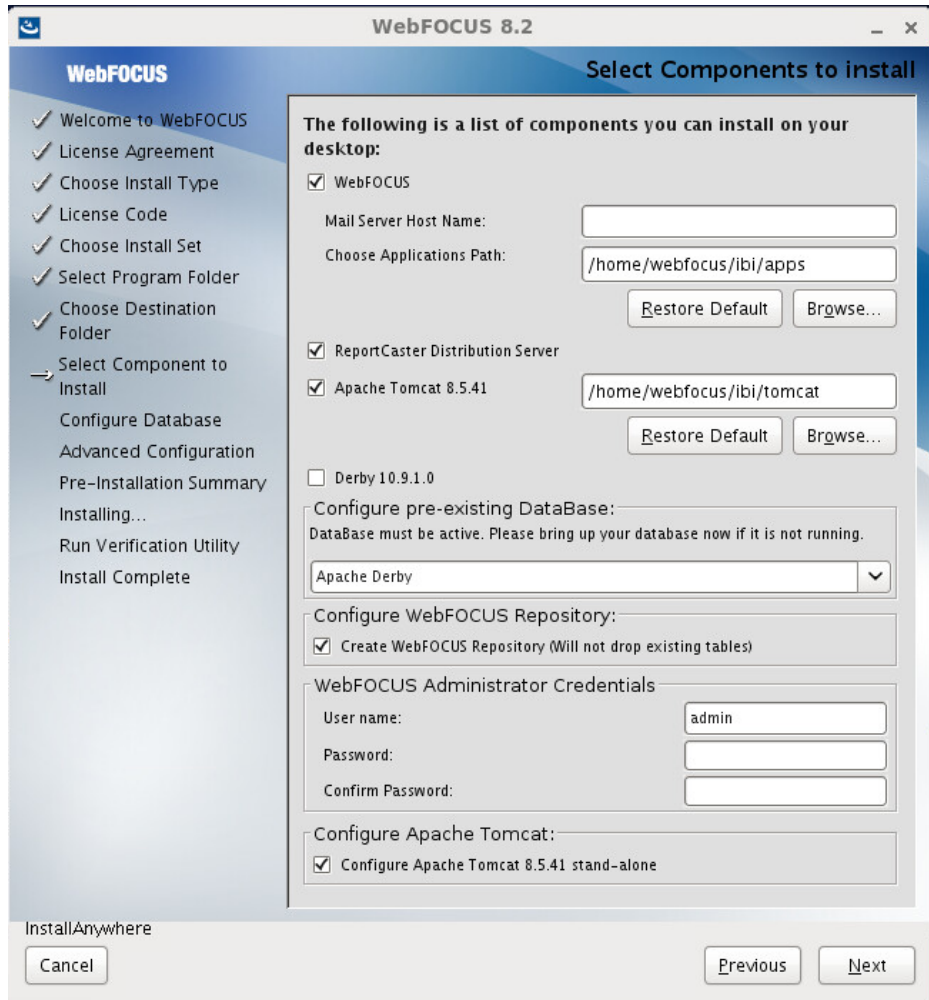 WebFOCUS 8.2
WebFOCUS
Select Components to install
Welcome to WebFOCUS
License Agreement
Choose Install Type
License Code
Choose Install Set
Select Program Folder
Choose Destination
Folder
Select Component to
Install
Configure Database
Advanced Configuration
Pre-Installation Summary
Installing...
Run Verification Utility
Install Complete
The following is a list of components you can install on your
desktop:
WebFOCUS
Mail Server Host Name:
Choose Applications Path: /home/webfocus/ibi/apps
Restore Default Browse...
ReportCaster Distribution Server
Apache Tomcat 8.5.41 /home/webfocus/ibi/tomcat
Restore Default Browse...
Derby 10.9.1.0
Configure pre-existing DataBase:
DataBase must be active. Please bring up your database now if it is not running.
Apache Derby
Configure WebFOCUS Repository:
Create WebFOCUS Repository (Will not drop existing tables)
WebFOCUS Administrator Credentials
User name: admin
Password:
Confirm Password:
Configure Apache Tomcat:
Configure Apache Tomcat 8.5.41 stand-alone
InstallAnywhere
Cancel Previous Next